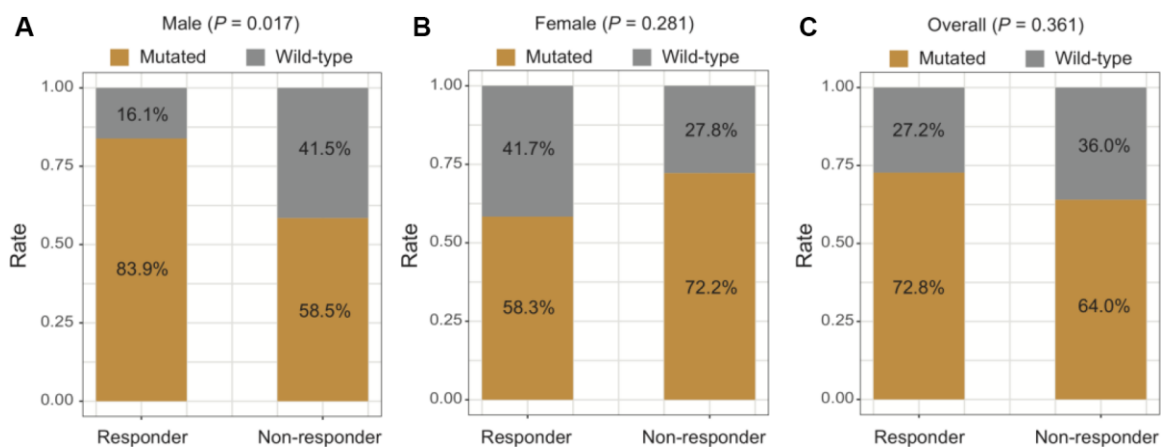 A
Male (P = 0.017)
Mutated Wild-type
Rate
1.00
0.75
0.50
0.25
0.00
16.1%
83.9%
41.5%
58.5%
Responder Non-responder
B
Female (P = 0.281)
Mutated Wild-type
Rate
1.00
0.75
0.50
0.25
0.00
41.7%
58.3%
27.8%
72.2%
Responder Non-responder
C
Overall (P = 0.361)
Mutated Wild-type
Rate
1.00
0.75
0.50
0.25
0.00
27.2%
72.8%
36.0%
64.0%
Responder Non-responder